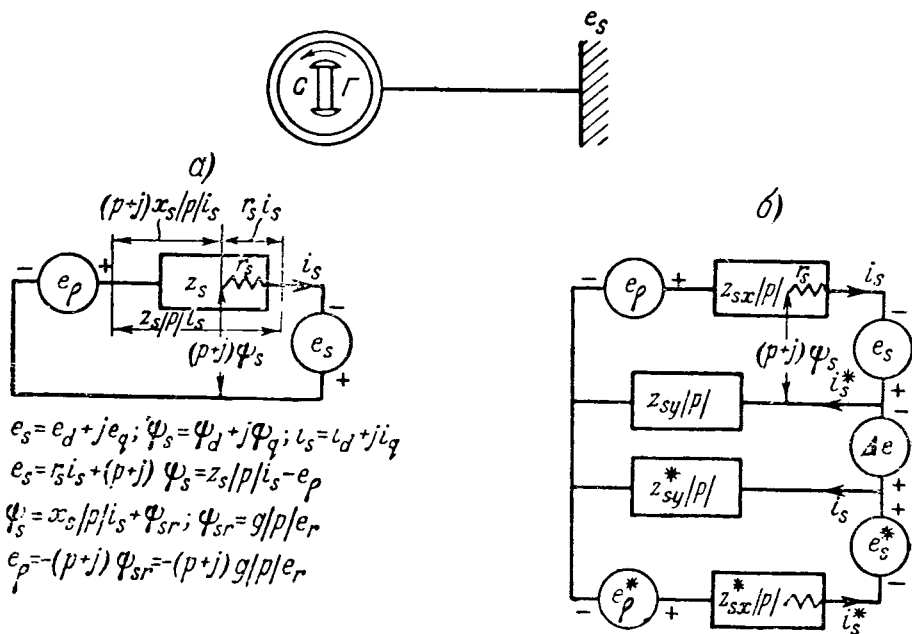 e_s
С Г
а)
(p+j)x_s/p/i_s r_s i_s
− e_ρ + z_s r_s i_s −
z_s/p/i_s
(p+j)ψ_s
e_s
+
e_s=e_d+je_q; ψ_s=ψ_d+jψ_q; i_s=i_d+ji_q
e_s=r_s i_s+(p+j)ψ_s=z_s/p/i_s−e_ρ
ψ_s=x_s/p/i_s+ψ_sr; ψ_sr=g/p/e_r
e_ρ=−(p+j)ψ_sr=−(p+j)g/p/e_r
б)
− e_ρ + z_sx/p/ r_s i_s −
e_s
(p+j)ψ_s
+
z_sy/p/ i_s* −
Δe
+
z*_sy/p/ i_s +
e_s*
−
e_ρ* + z*_sx/p/ i_s*